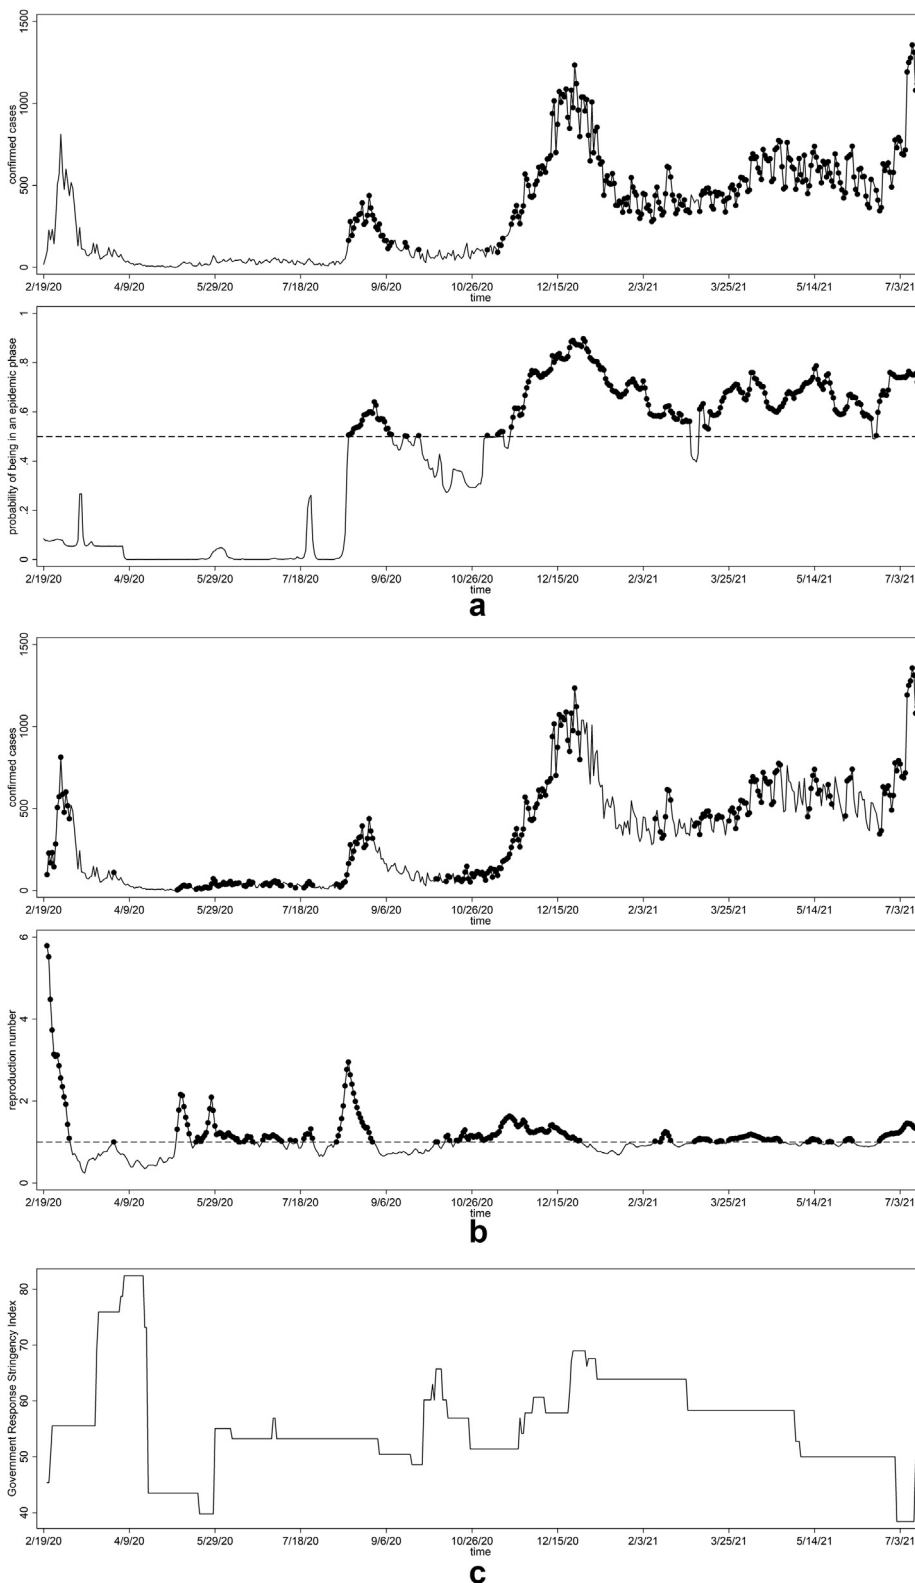 confirmed cases
1500
1000
500
0
2/19/20 4/9/20 5/29/20 7/18/20 9/6/20 10/26/20 12/15/20 2/3/21 3/25/21 5/14/21 7/3/21
time
probability of being in an epidemic phase
1
.8
.6
.4
.2
0
2/19/20 4/9/20 5/29/20 7/18/20 9/6/20 10/26/20 12/15/20 2/3/21 3/25/21 5/14/21 7/3/21
time
a
confirmed cases
1500
1000
500
0
2/19/20 4/9/20 5/29/20 7/18/20 9/6/20 10/26/20 12/15/20 2/3/21 3/25/21 5/14/21 7/3/21
time
reproduction number
6
4
2
0
2/19/20 4/9/20 5/29/20 7/18/20 9/6/20 10/26/20 12/15/20 2/3/21 3/25/21 5/14/21 7/3/21
time
b
Government Response Stringency Index
80
70
60
50
40
2/19/20 4/9/20 5/29/20 7/18/20 9/6/20 10/26/20 12/15/20 2/3/21 3/25/21 5/14/21 7/3/21
time
c